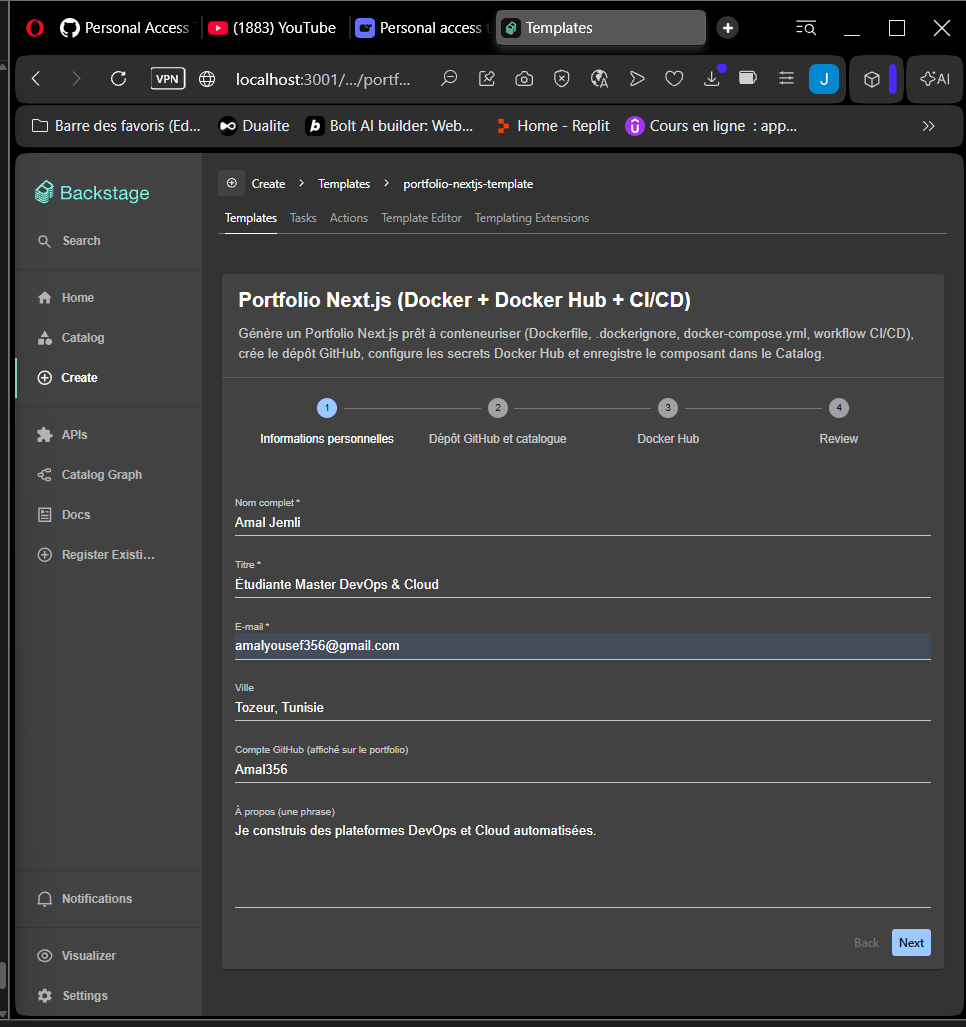 Personal Access
(1883) YouTube
Personal access
Templates
VPN
localhost:3001/.../portf...
J
AI
Barre des favoris (Ed...
Dualite
Bolt AI builder: Web...
Home - Replit
Cours en ligne : app...
Backstage
Search
Home
Catalog
Create
APIs
Catalog Graph
Docs
Register Existi...
Notifications
Visualizer
Settings
Create > Templates > portfolio-nextjs-template
Templates Tasks Actions Template Editor Templating Extensions
Portfolio Next.js (Docker + Docker Hub + CI/CD)
Génère un Portfolio Next.js prêt à conteneuriser (Dockerfile, .dockerignore, docker-compose.yml, workflow CI/CD),
crée le dépôt GitHub, configure les secrets Docker Hub et enregistre le composant dans le Catalog.
1 2 3 4
Informations personnelles Dépôt GitHub et catalogue Docker Hub Review
Nom complet *
Amal Jemli
Titre *
Étudiante Master DevOps & Cloud
E-mail *
amalyousef356@gmail.com
Ville
Tozeur, Tunisie
Compte GitHub (affiché sur le portfolio)
Amal356
À propos (une phrase)
Je construis des plateformes DevOps et Cloud automatisées.
Back Next